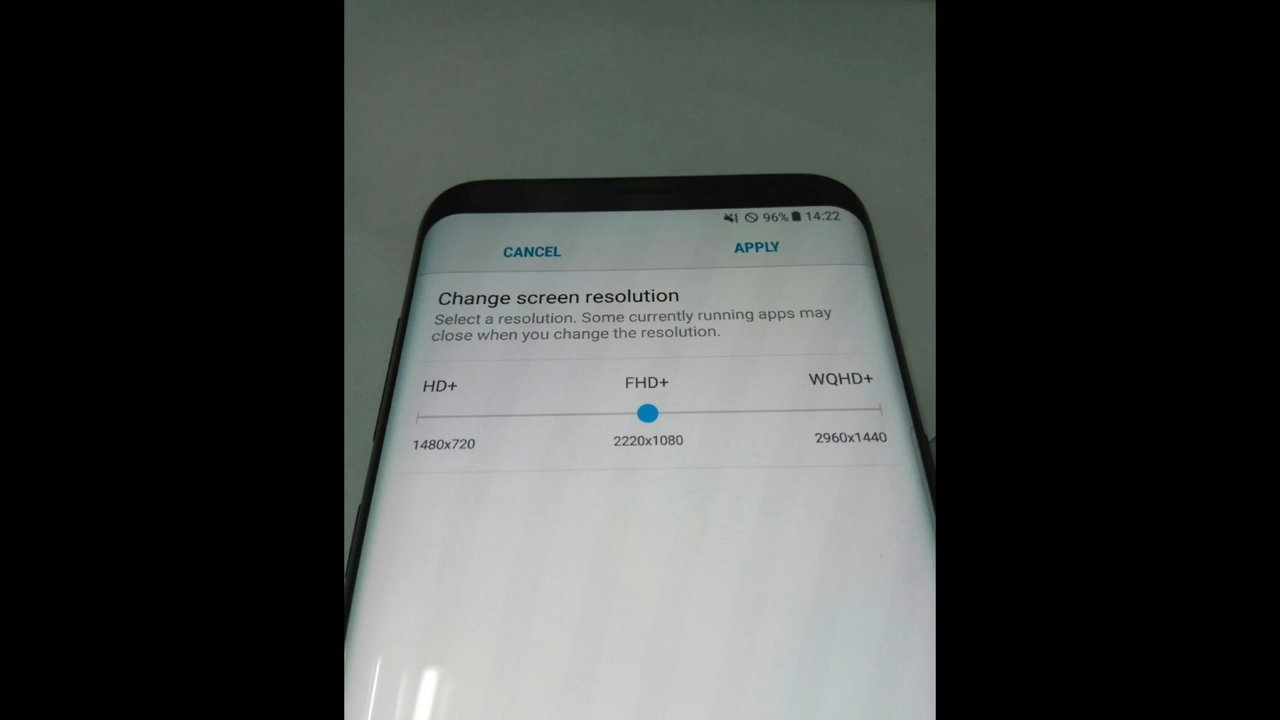 96% 14:22
CANCEL APPLY
Change screen resolution
Select a resolution. Some currently running apps may
close when you change the resolution.
HD+ FHD+ WQHD+
1480x720 2220x1080 2960x1440